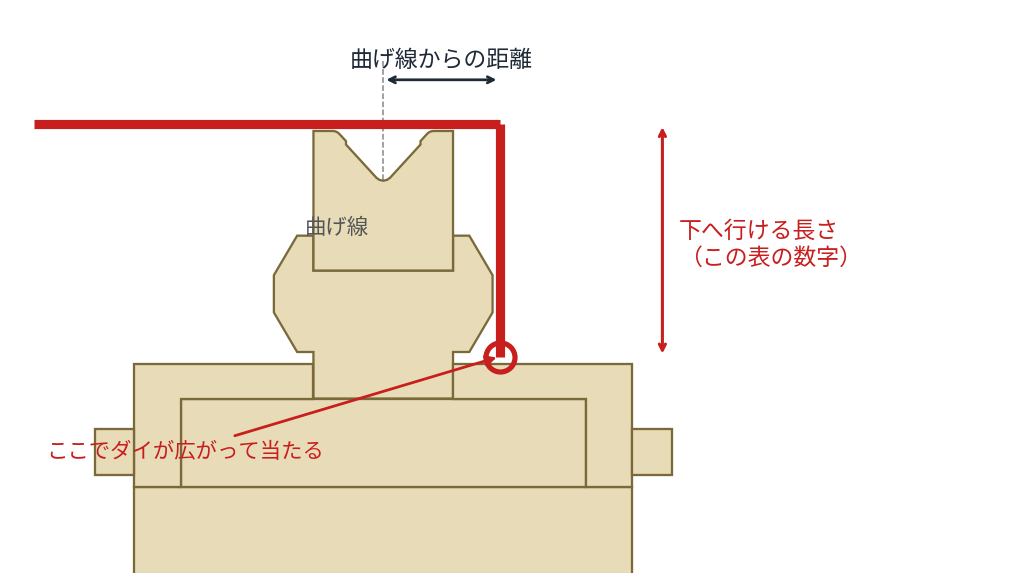 曲げ線からの距離
曲げ線
下へ行ける長さ
（この表の数字）
ここでダイが広がって当たる